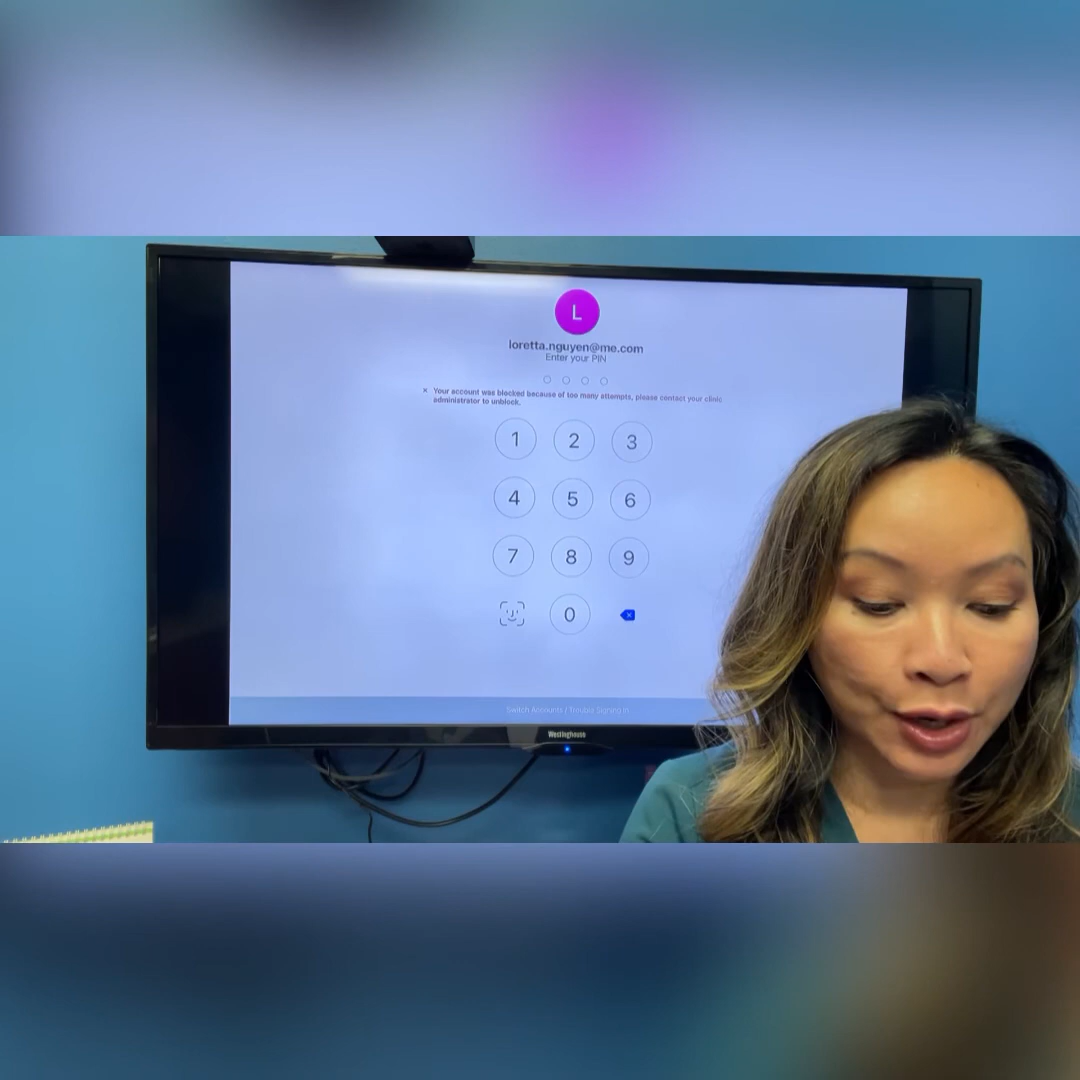 L
loretta.nguyen@me.com
Enter your PIN
× Your account was blocked because of too many attempts, please contact your clinic
administrator to unblock.
1 2 3
4 5 6
7 8 9
0
Switch Accounts / Trouble Signing In
Westinghouse